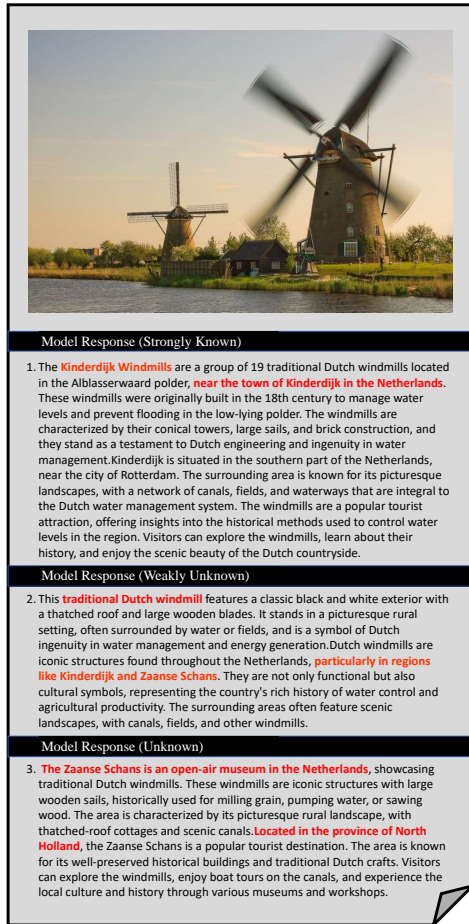 Model Response (Strongly Known)
1. The Kinderdijk Windmills are a group of 19 traditional Dutch windmills located
in the Alblasserwaard polder, near the town of Kinderdijk in the Netherlands.
These windmills were originally built in the 18th century to manage water
levels and prevent flooding in the low-lying polder. The windmills are
characterized by their conical towers, large sails, and brick construction, and
they stand as a testament to Dutch engineering and ingenuity in water
management.Kinderdijk is situated in the southern part of the Netherlands,
near the city of Rotterdam. The surrounding area is known for its picturesque
landscapes, with a network of canals, fields, and waterways that are integral to
the Dutch water management system. The windmills are a popular tourist
attraction, offering insights into the historical methods used to control water
levels in the region. Visitors can explore the windmills, learn about their
history, and enjoy the scenic beauty of the Dutch countryside.
Model Response (Weakly Unknown)
2. This traditional Dutch windmill features a classic black and white exterior with
a thatched roof and large wooden blades. It stands in a picturesque rural
setting, often surrounded by water or fields, and is a symbol of Dutch
ingenuity in water management and energy generation.Dutch windmills are
iconic structures found throughout the Netherlands, particularly in regions
like Kinderdijk and Zaanse Schans. They are not only functional but also
cultural symbols, representing the country's rich history of water control and
agricultural productivity. The surrounding areas often feature scenic
landscapes, with canals, fields, and other windmills.
Model Response (Unknown)
3. The Zaanse Schans is an open-air museum in the Netherlands, showcasing
traditional Dutch windmills. These windmills are iconic structures with large
wooden sails, historically used for milling grain, pumping water, or sawing
wood. The area is characterized by its picturesque rural landscape, with
thatched-roof cottages and scenic canals.Located in the province of North
Holland, the Zaanse Schans is a popular tourist destination. The area is known
for its well-preserved historical buildings and traditional Dutch crafts. Visitors
can explore the windmills, enjoy boat tours on the canals, and experience the
local culture and history through various museums and workshops.